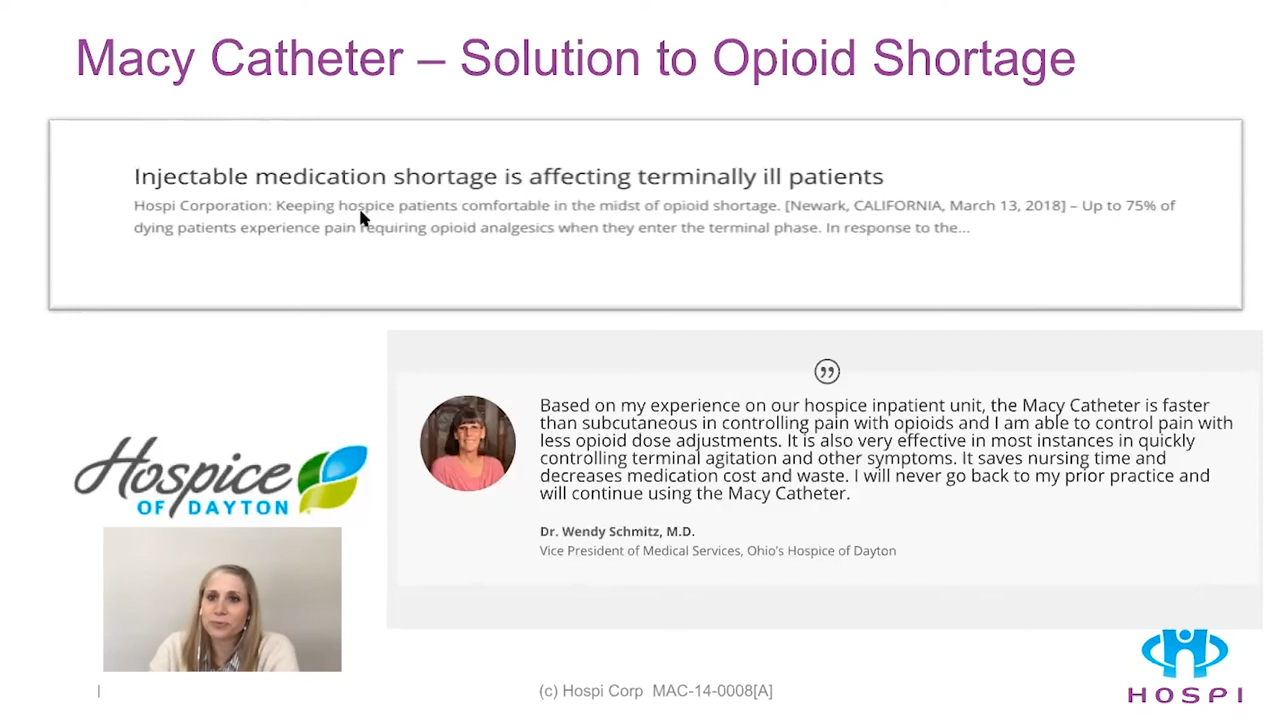 Macy Catheter – Solution to Opioid Shortage
Injectable medication shortage is affecting terminally ill patients
Hospi Corporation: Keeping hospice patients comfortable in the midst of opioid shortage. [Newark, CALIFORNIA, March 13, 2018] – Up to 75% of
dying patients experience pain requiring opioid analgesics when they enter the terminal phase. In response to the...
Based on my experience on our hospice inpatient unit, the Macy Catheter is faster
than subcutaneous in controlling pain with opioids and I am able to control pain with
less opioid dose adjustments. It is also very effective in most instances in quickly
controlling terminal agitation and other symptoms. It saves nursing time and
decreases medication cost and waste. I will never go back to my prior practice and
will continue using the Macy Catheter.
Dr. Wendy Schmitz, M.D.
Vice President of Medical Services, Ohio's Hospice of Dayton
Hospice
OF DAYTON
| (c) Hospi Corp MAC-14-0008[A]
HOSPI